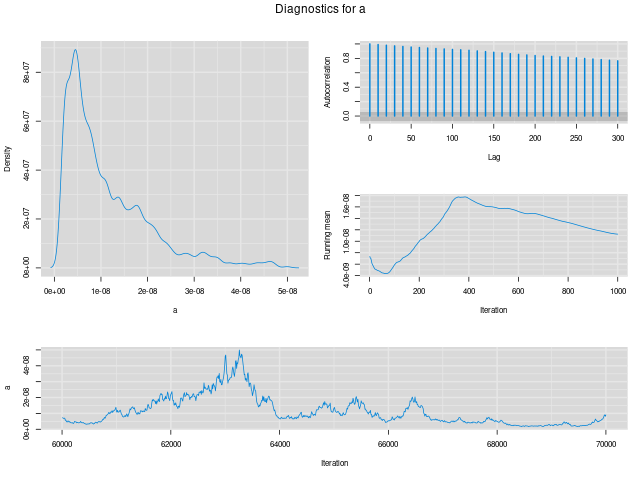 Diagnostics for a
Density
0e+00 2e+07 4e+07 6e+07 8e+07
0e+00 1e-08 2e-08 3e-08 4e-08 5e-08
a
Autocorrelation
0.0 0.4 0.8
0 50 100 150 200 250 300
Lag
Running mean
4.0e-09 1.0e-08 1.6e-08
0 200 400 600 800 1000
Iteration
a
0e+00 2e-08 4e-08
60000 62000 64000 66000 68000 70000
Iteration